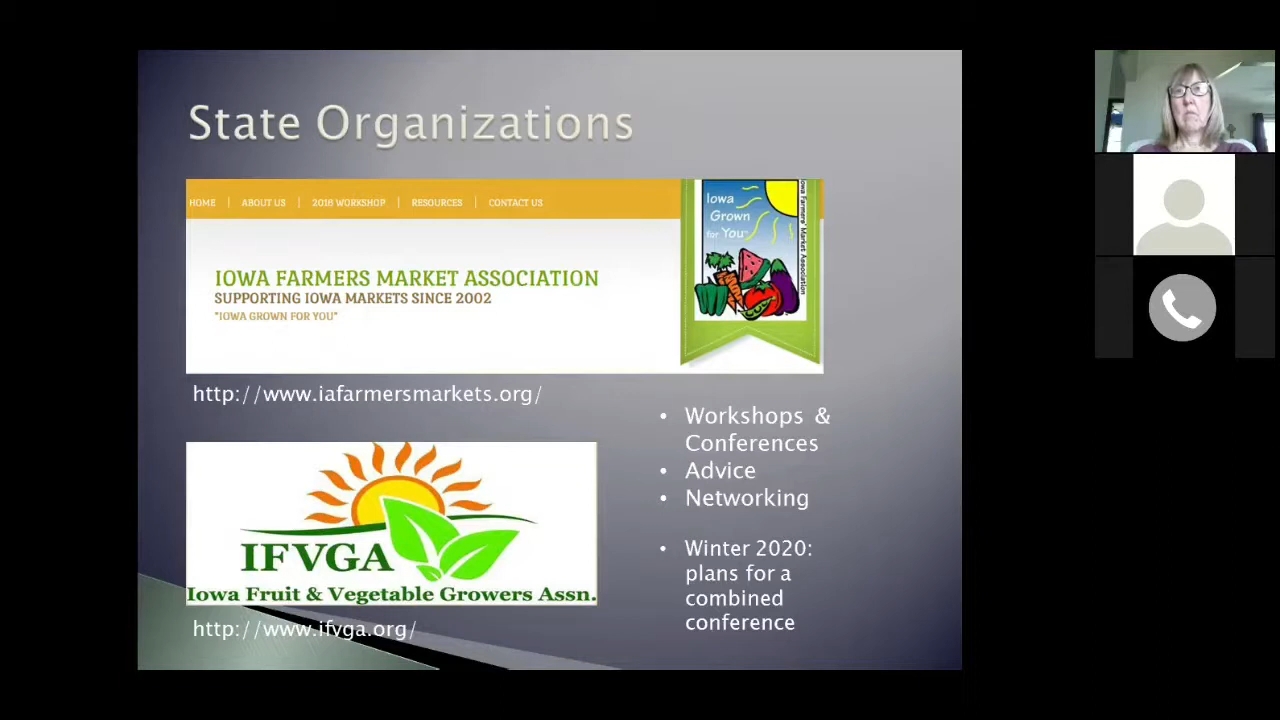 State Organizations
HOME | ABOUT US | 2016 WORKSHOP | RESOURCES | CONTACT US
Iowa
Grown
for You
Iowa Farmers' Market Association
IOWA FARMERS MARKET ASSOCIATION
SUPPORTING IOWA MARKETS SINCE 2002
"IOWA GROWN FOR YOU"
http://www.iafarmersmarkets.org/
IFVGA
Iowa Fruit & Vegetable Growers Assn.
http://www.ifvga.org/
• Workshops &
Conferences
• Advice
• Networking
• Winter 2020:
plans for a
combined
conference